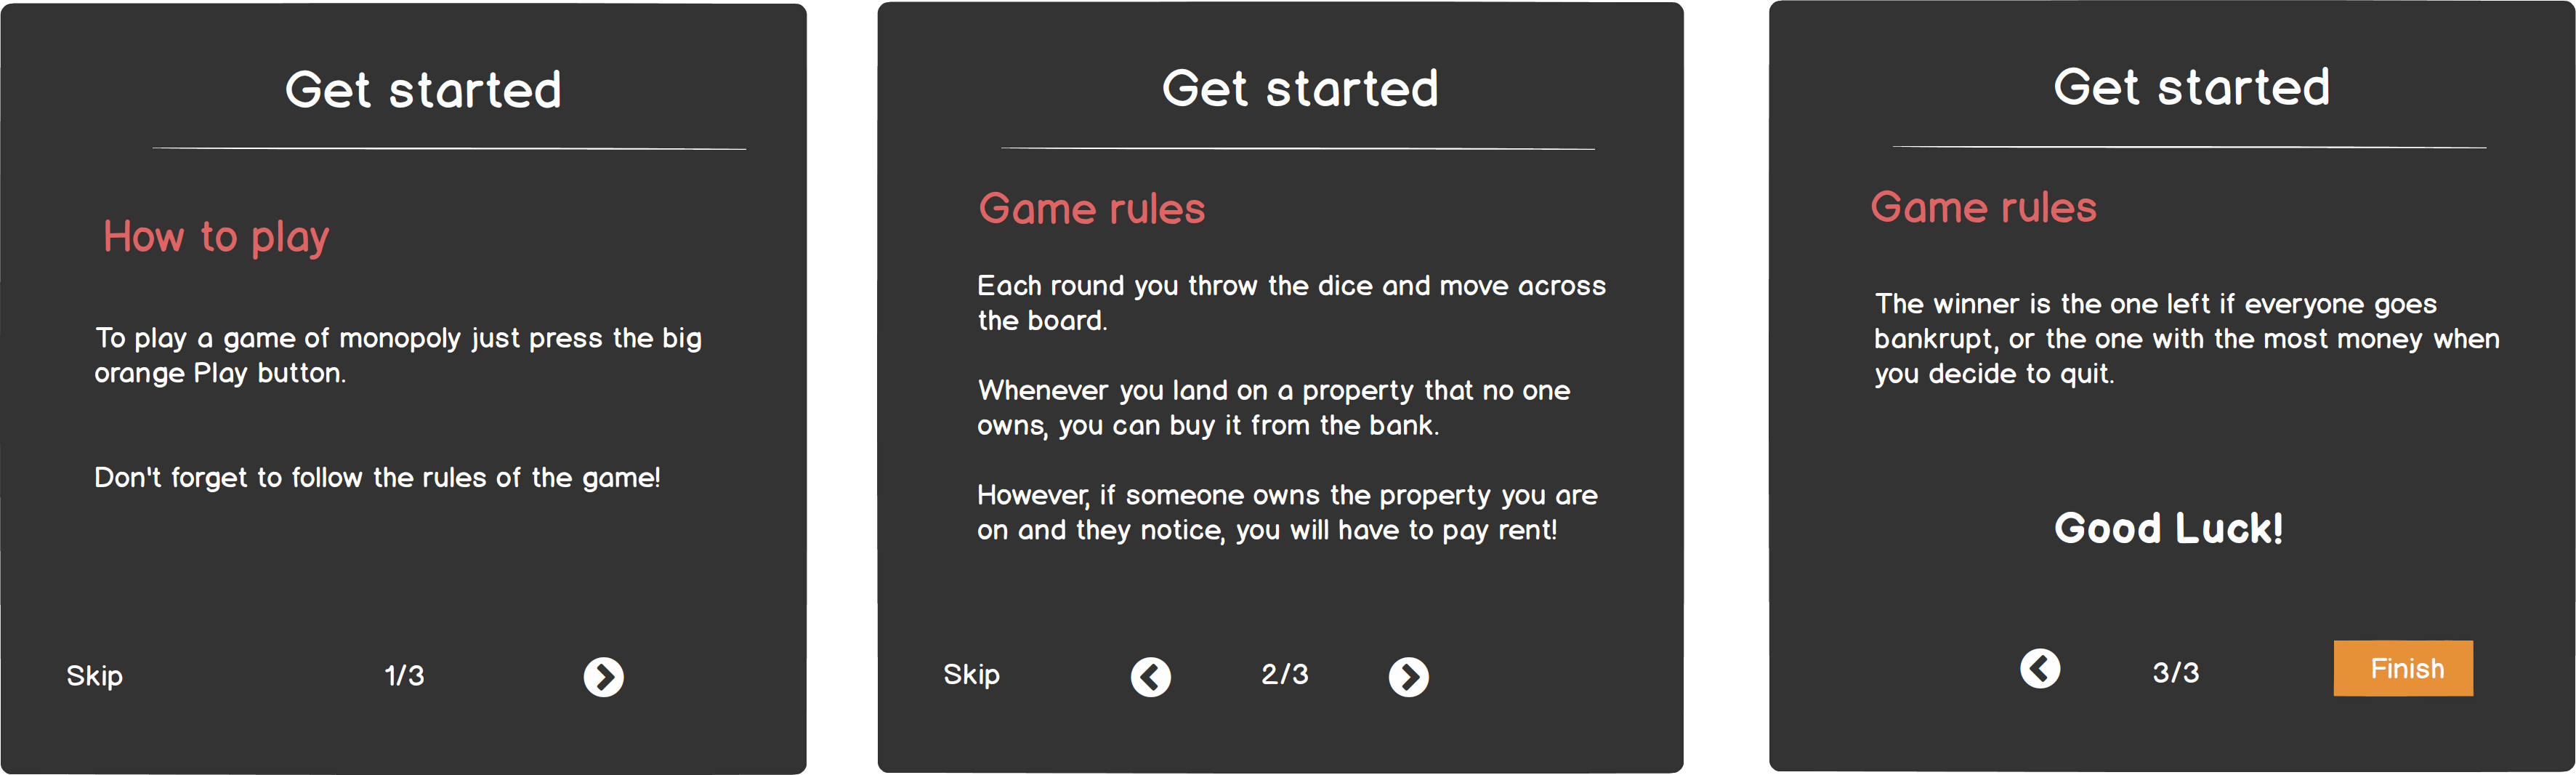 Get started
How to play
To play a game of monopoly just press the big
orange Play button.
Don't forget to follow the rules of the game!
Skip
1/3
Get started
Game rules
Each round you throw the dice and move across
the board.
Whenever you land on a property that no one
owns, you can buy it from the bank.
However, if someone owns the property you are
on and they notice, you will have to pay rent!
Skip
2/3
Get started
Game rules
The winner is the one left if everyone goes
bankrupt, or the one with the most money when
you decide to quit.
Good Luck!
3/3
Finish